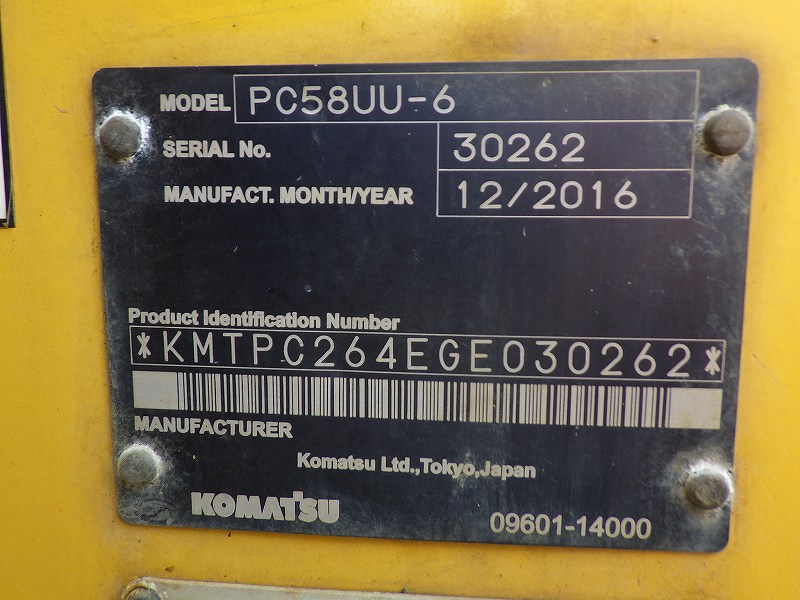 MODEL PC58UU-6
SERIAL No. 30262
MANUFACT. MONTH/YEAR 12/2016
Product Identification Number
*KMTPC264EGE030262*
MANUFACTURER
Komatsu Ltd.,Tokyo,Japan
KOMATSU
09601-14000